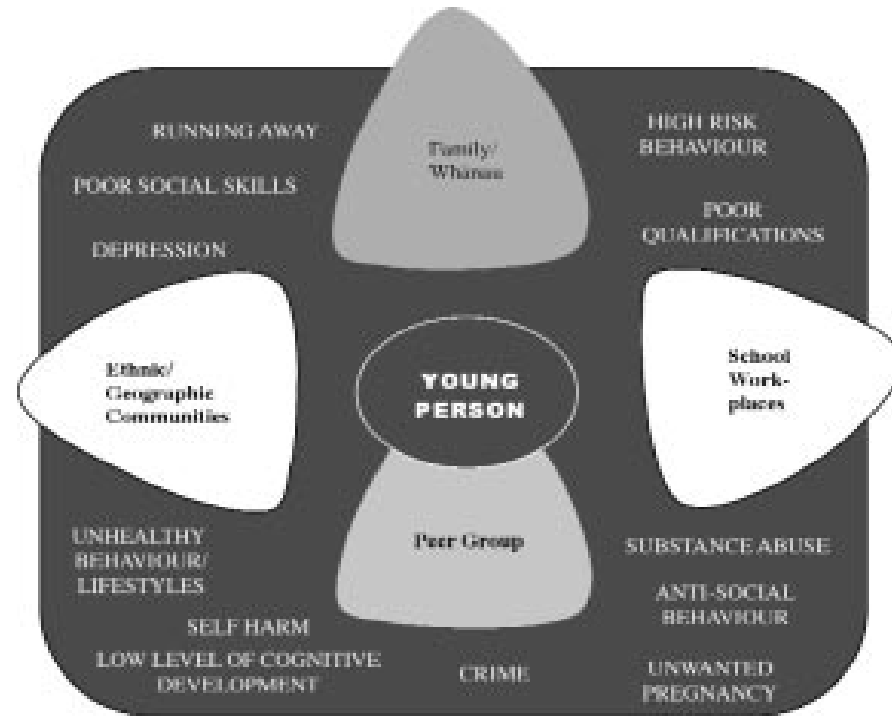 RUNNING AWAY
POOR SOCIAL SKILLS
DEPRESSION
Family/
Whanau
HIGH RISK
BEHAVIOUR
POOR
QUALIFICATIONS
Ethnic/
Geographic
Communities
YOUNG
PERSON
School
Work-
places
UNHEALTHY
BEHAVIOUR/
LIFESTYLES
SELF HARM
LOW LEVEL OF COGNITIVE
DEVELOPMENT
Peer Group
CRIME
SUBSTANCE ABUSE
ANTI-SOCIAL
BEHAVIOUR
UNWANTED
PREGNANCY